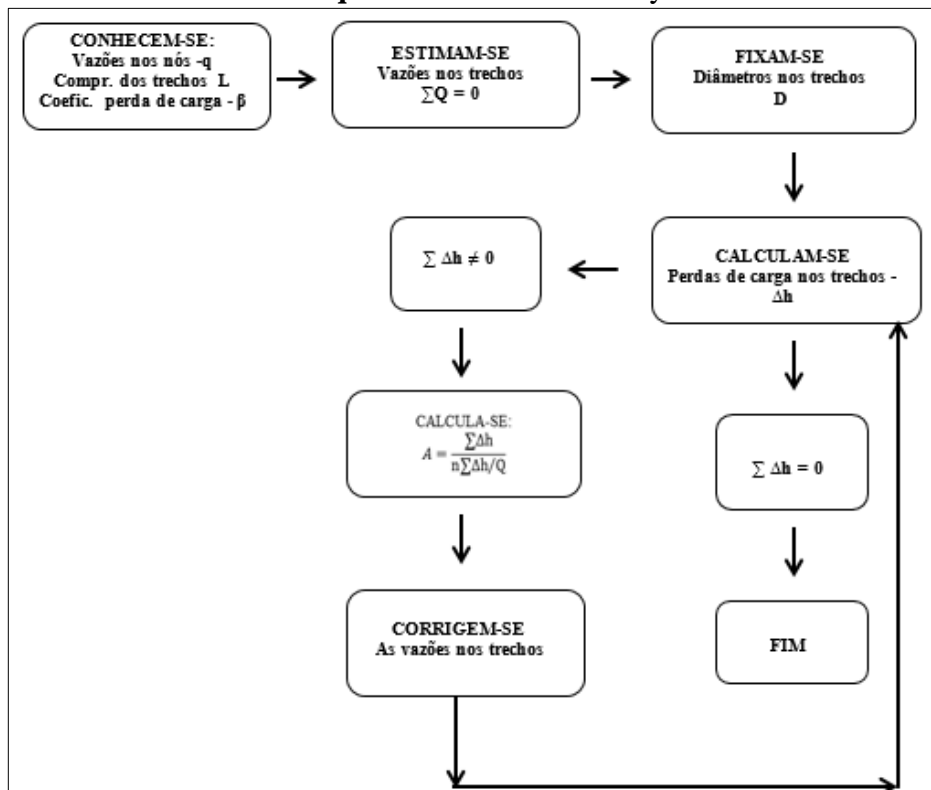 CONHECEM-SE:
Vazões nos nós -q
Compr. dos trechos L
Coefic. perda de carga - β
ESTIMAM-SE
Vazões nos trechos
∑Q = 0
FIXAM-SE
Diâmetros nos trechos
D
CALCULAM-SE
Perdas de carga nos trechos -
Δh
∑ Δh ≠ 0
CALCULA-SE:
A = ∑Δh / n∑Δh/Q
CORRIGEM-SE
As vazões nos trechos
∑ Δh = 0
FIM